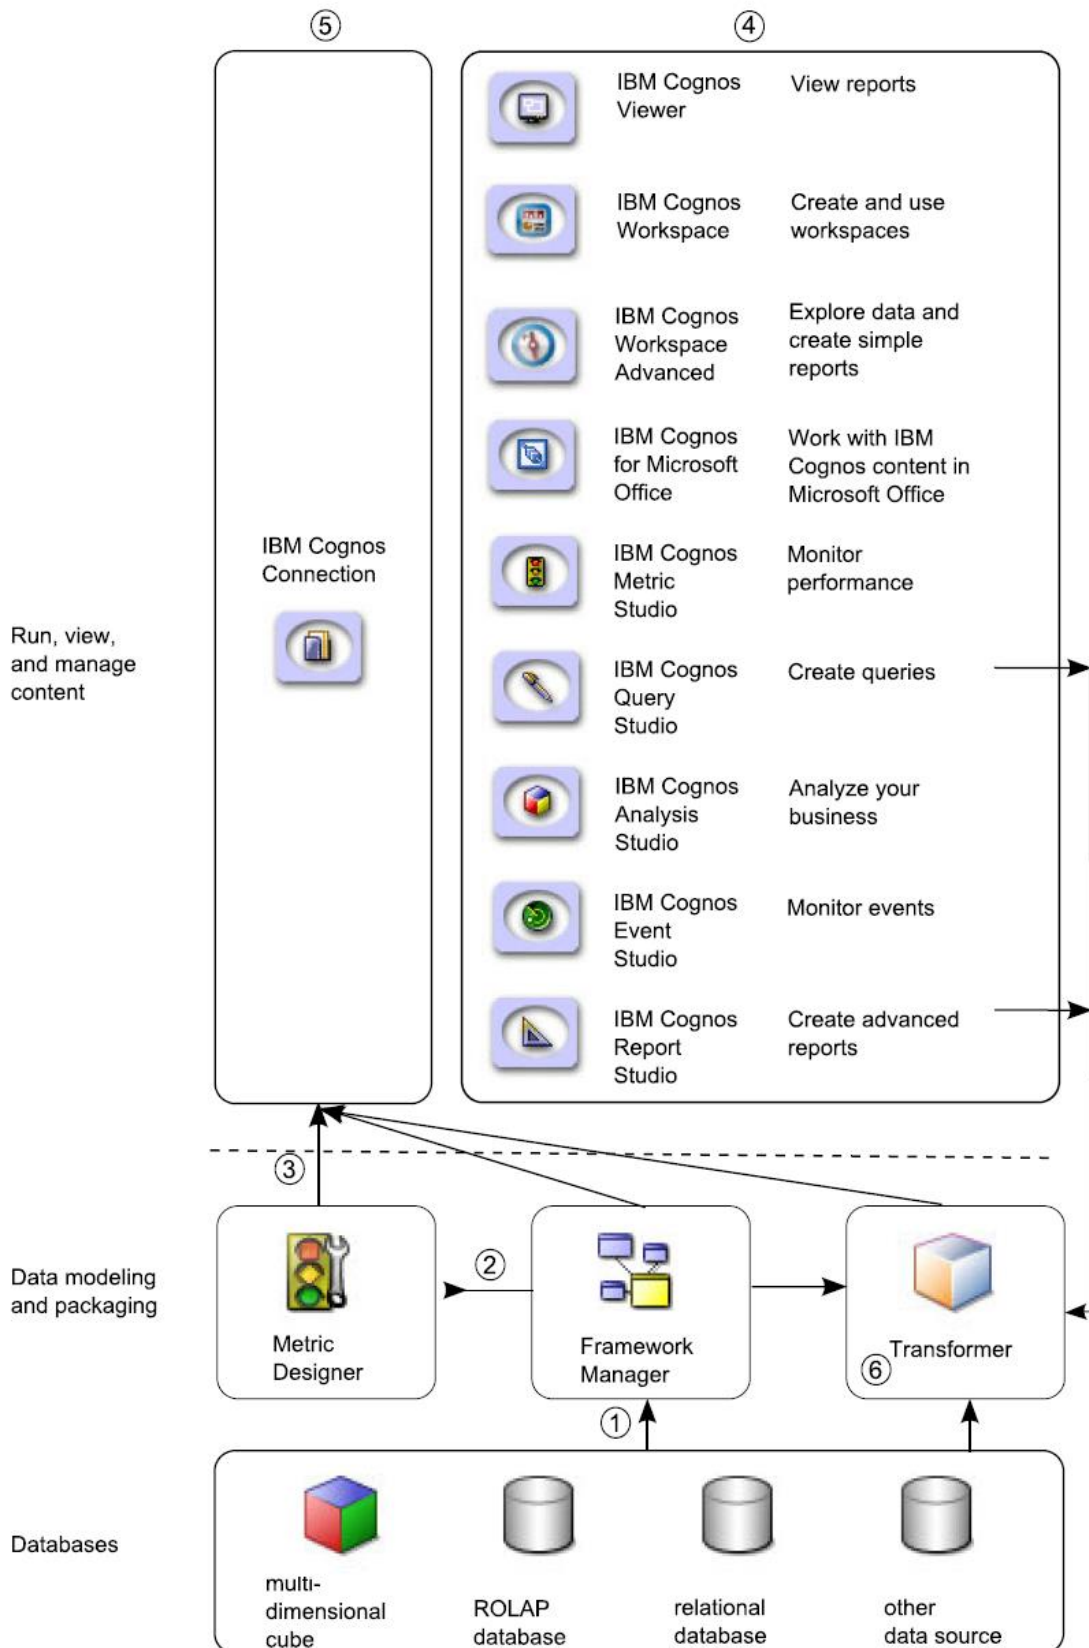 ⑤
④
IBM Cognos
Viewer
View reports
IBM Cognos
Workspace
Create and use
workspaces
IBM Cognos
Workspace
Advanced
Explore data and
create simple
reports
IBM Cognos
for Microsoft
Office
Work with IBM
Cognos content in
Microsoft Office
IBM Cognos
Connection
IBM Cognos
Metric
Studio
Monitor
performance
Run, view,
and manage
content
IBM Cognos
Query
Studio
Create queries
IBM Cognos
Analysis
Studio
Analyze your
business
IBM Cognos
Event
Studio
Monitor events
IBM Cognos
Report
Studio
Create advanced
reports
③
Data modeling
and packaging
②
Metric
Designer
Framework
Manager
⑥
Transformer
①
Databases
multi-
dimensional
cube
ROLAP
database
relational
database
other
data source